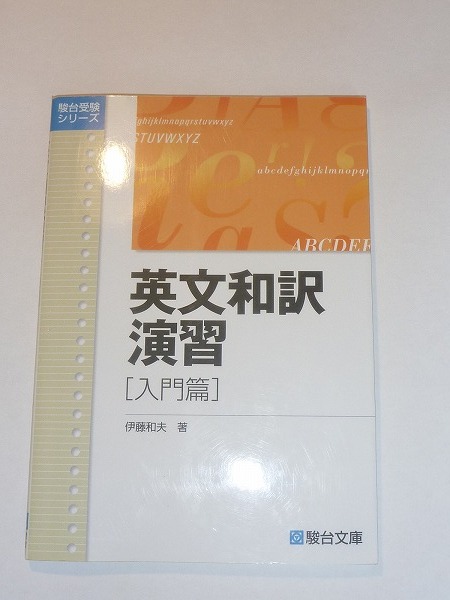 駿台受験
シリーズ
ghijklmnopqrstuvwxyz
STUVWXYZ
abcdefghijklmnopqr
ABCDEF
英文和訳
演習
[入門篇]
伊藤和夫 著
駿台文庫